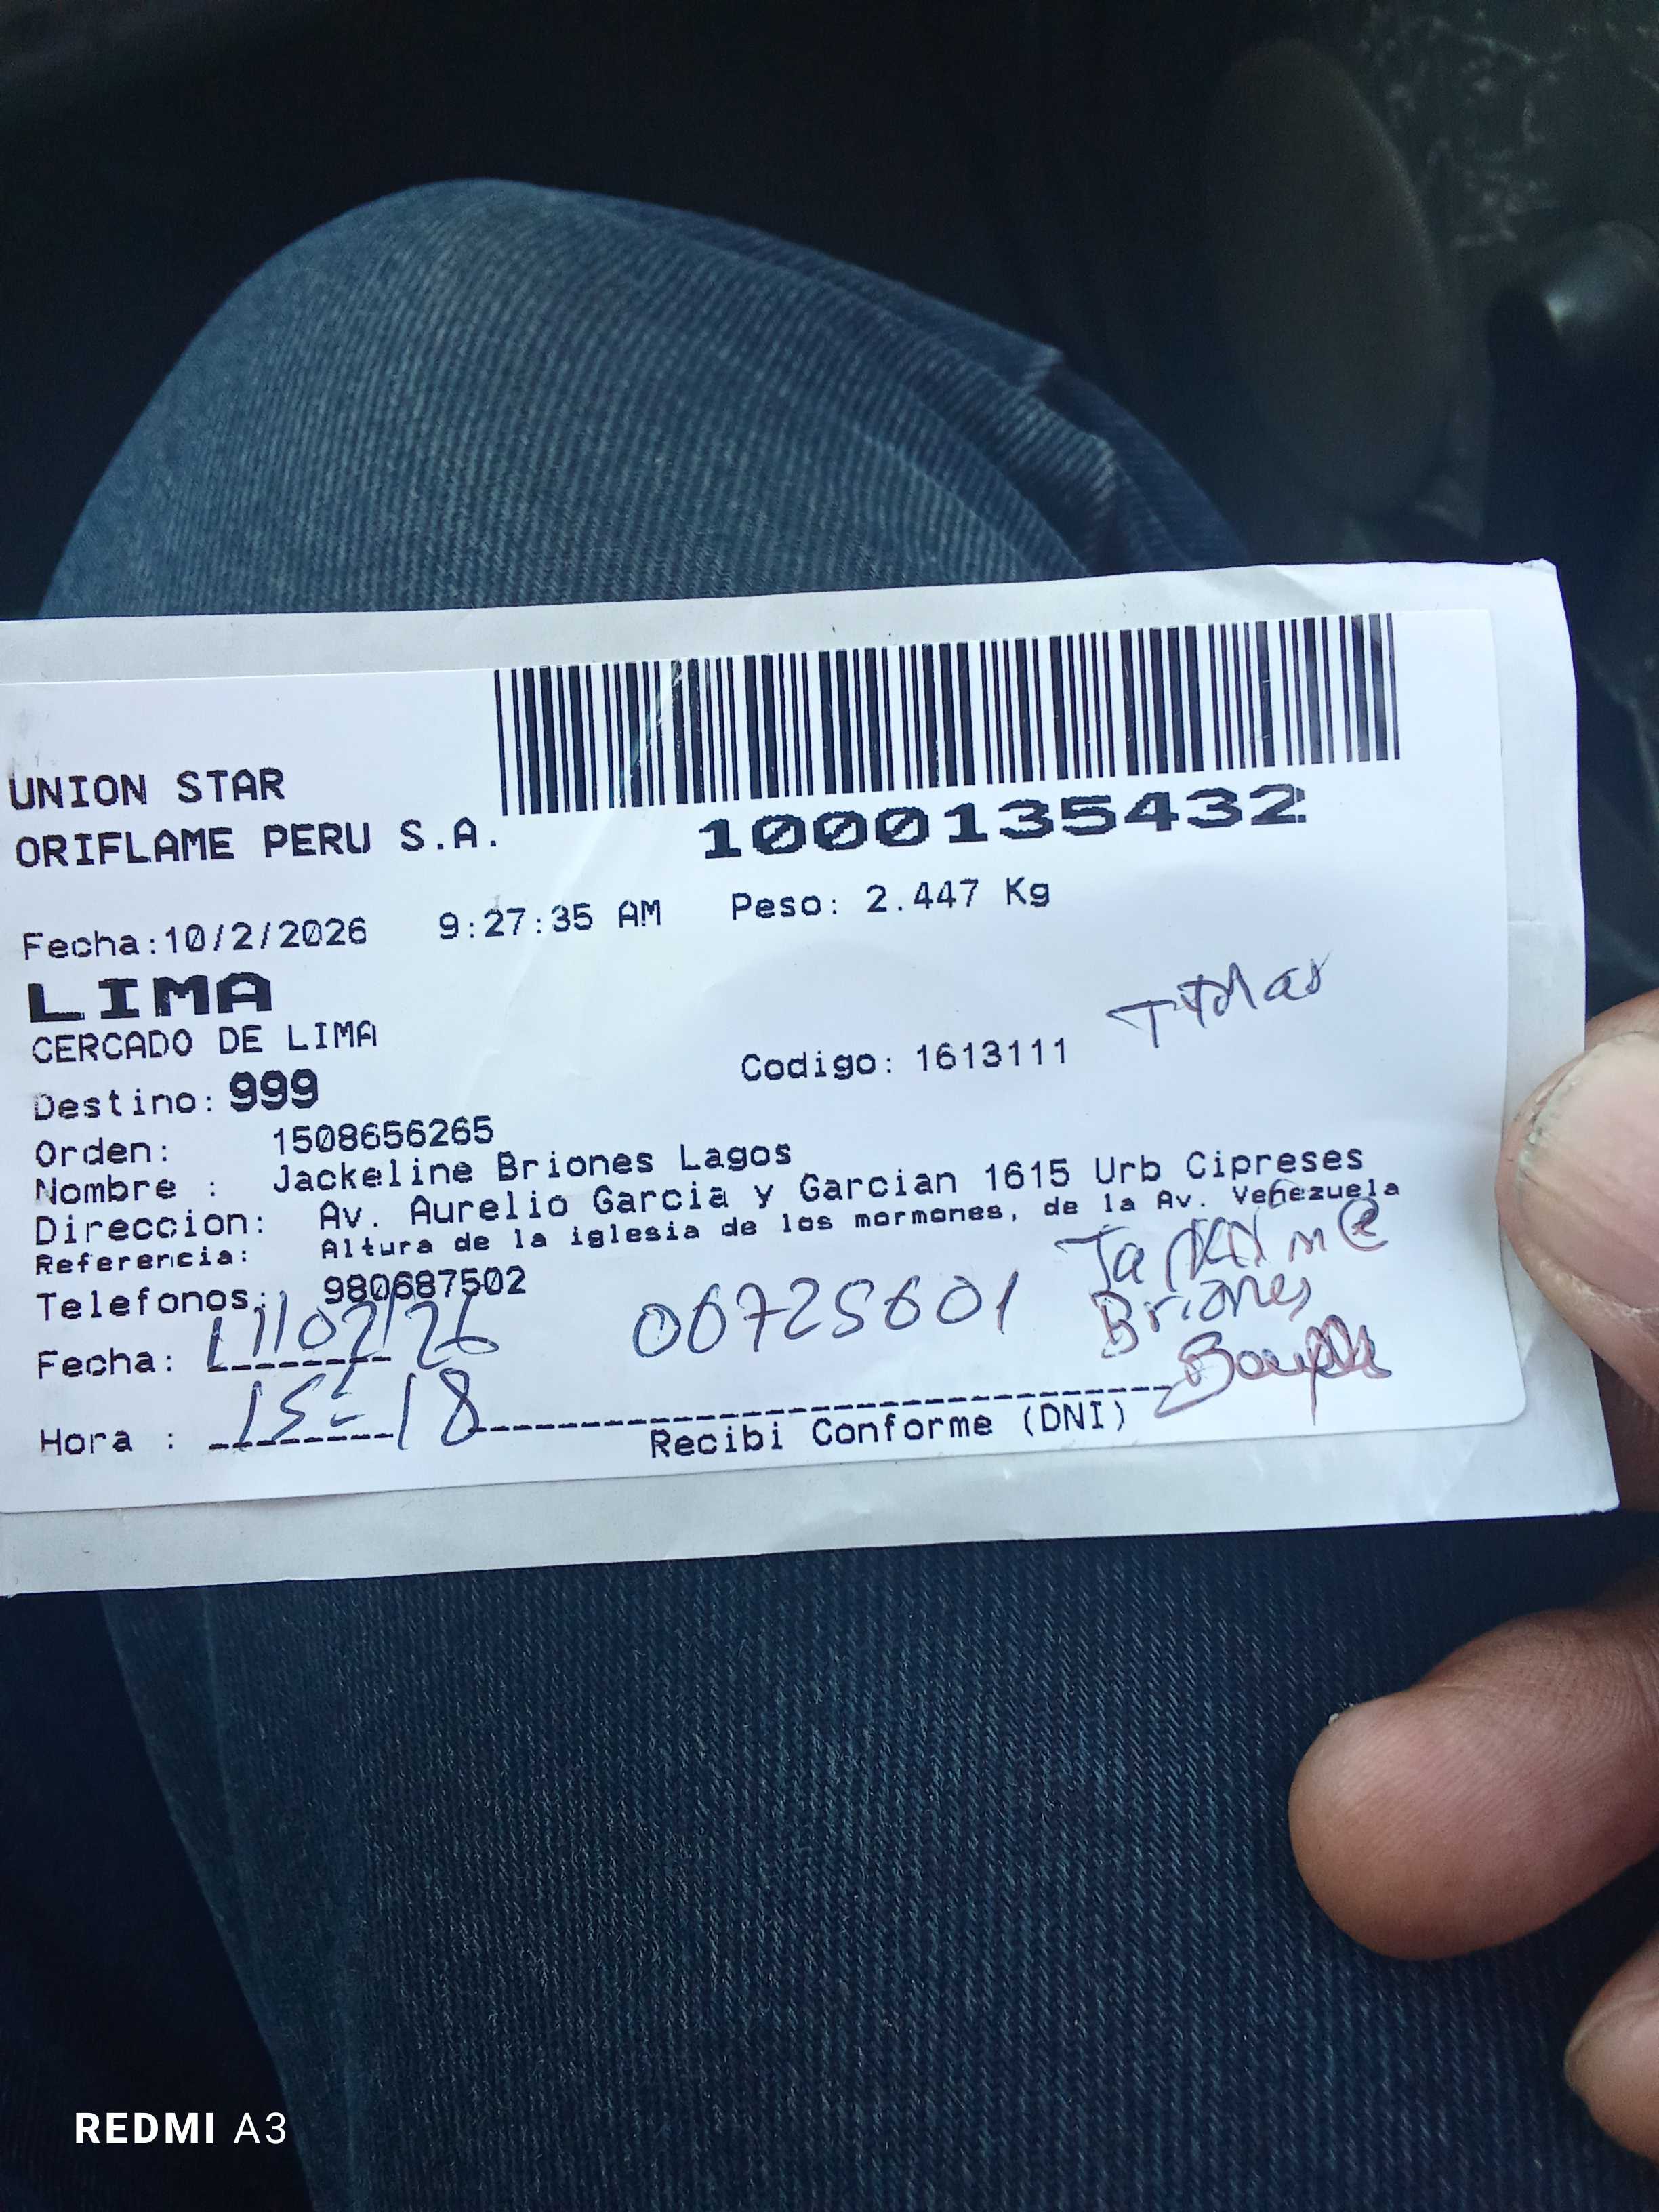 UNION STAR
ORIFLAME PERU S.A.
1000135432
Fecha:10/2/2026 9:27:35 AM Peso: 2.447 Kg
LIMA
CERCADO DE LIMA
Destino: 999 Codigo: 1613111
Orden: 1508656265
Nombre : Jackeline Briones Lagos
Direccion: Av. Aurelio Garcia y Garcian 1615 Urb Cipreses
Referencia: Altura de la iglesia de los mormones, de la Av. Venezuela
Telefonos: 980687502
Fecha: 11/02/26
Briones
Hora : 15:18
Recibi Conforme (DNI)
REDMI A3